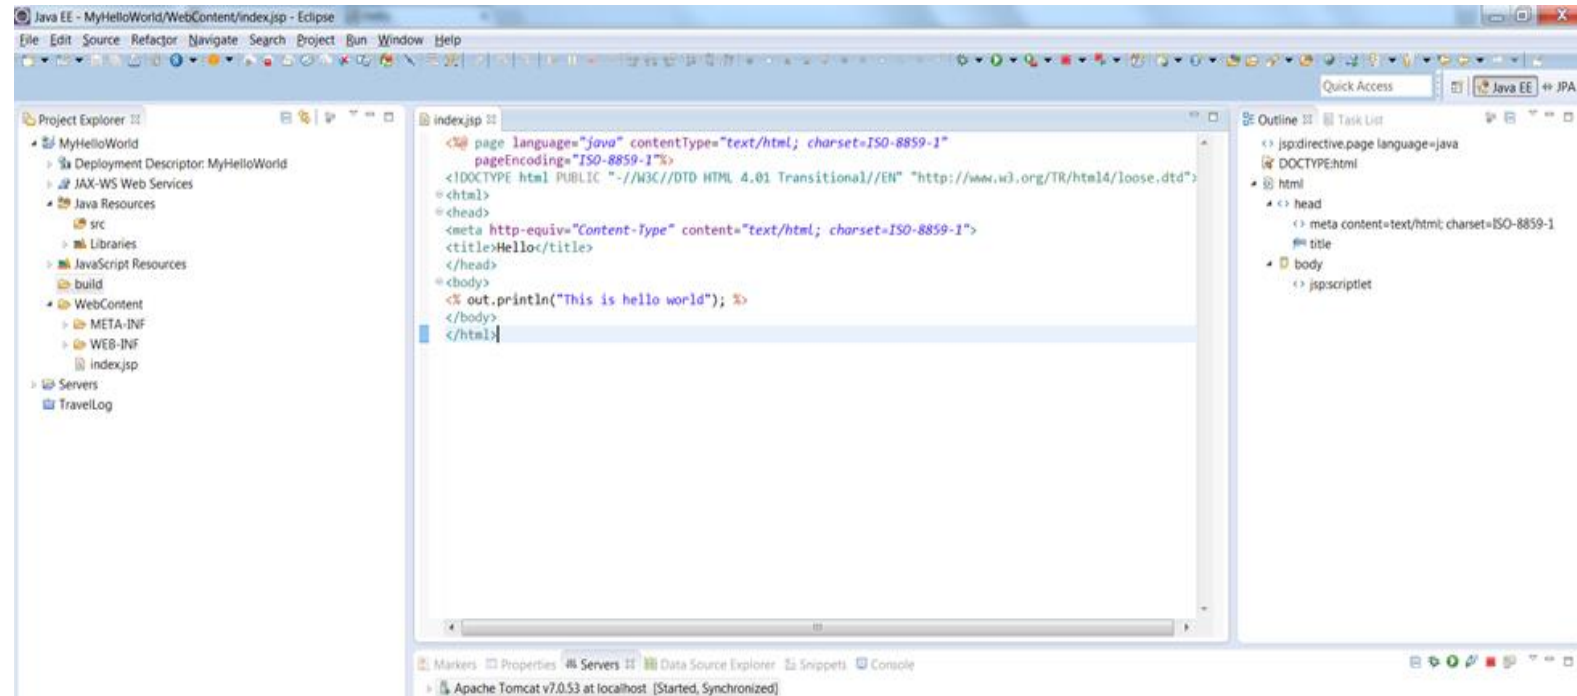 Java EE - MyHelloWorld/WebContent/index.jsp - Eclipse
File Edit Source Refactor Navigate Search Project Run Window Help
Quick Access
Java EE
JPA
Project Explorer
MyHelloWorld
Deployment Descriptor: MyHelloWorld
JAX-WS Web Services
Java Resources
src
Libraries
JavaScript Resources
build
WebContent
META-INF
WEB-INF
index.jsp
Servers
TravelLog
index.jsp
<%@ page language="java" contentType="text/html; charset=ISO-8859-1"
pageEncoding="ISO-8859-1"%>
<!DOCTYPE html PUBLIC "-//W3C//DTD HTML 4.01 Transitional//EN" "http://www.w3.org/TR/html4/loose.dtd">
<html>
<head>
<meta http-equiv="Content-Type" content="text/html; charset=ISO-8859-1">
<title>Hello</title>
</head>
<body>
<% out.println("This is hello world"); %>
</body>
</html>
Outline Task List
jsp:directive.page language=java
DOCTYPE:html
html
head
meta content=text/html; charset=ISO-8859-1
title
body
jsp:scriptlet
Markers Properties Servers Data Source Explorer Snippets Console
Apache Tomcat v7.0.53 at localhost [Started, Synchronized]